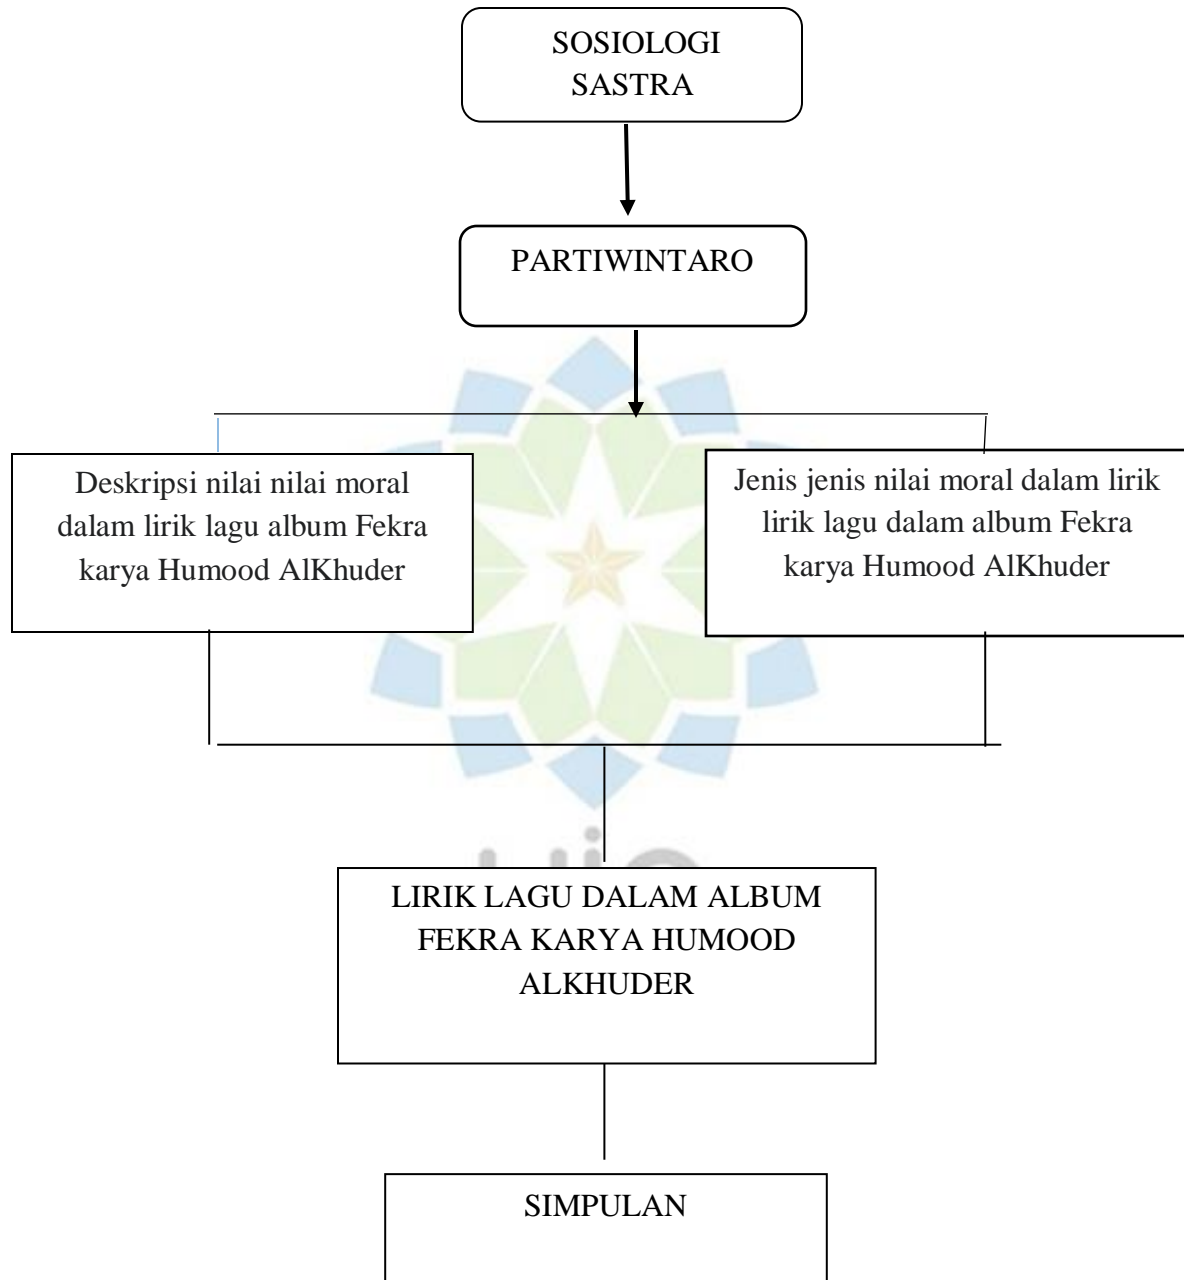 SOSIOLOGI
SASTRA
PARTIWINTARO
Deskripsi nilai nilai moral
dalam lirik lagu album Fekra
karya Humood AlKhuder
Jenis jenis nilai moral dalam lirik
lirik lagu dalam album Fekra
karya Humood AlKhuder
LIRIK LAGU DALAM ALBUM
FEKRA KARYA HUMOOD
ALKHUDER
SIMPULAN